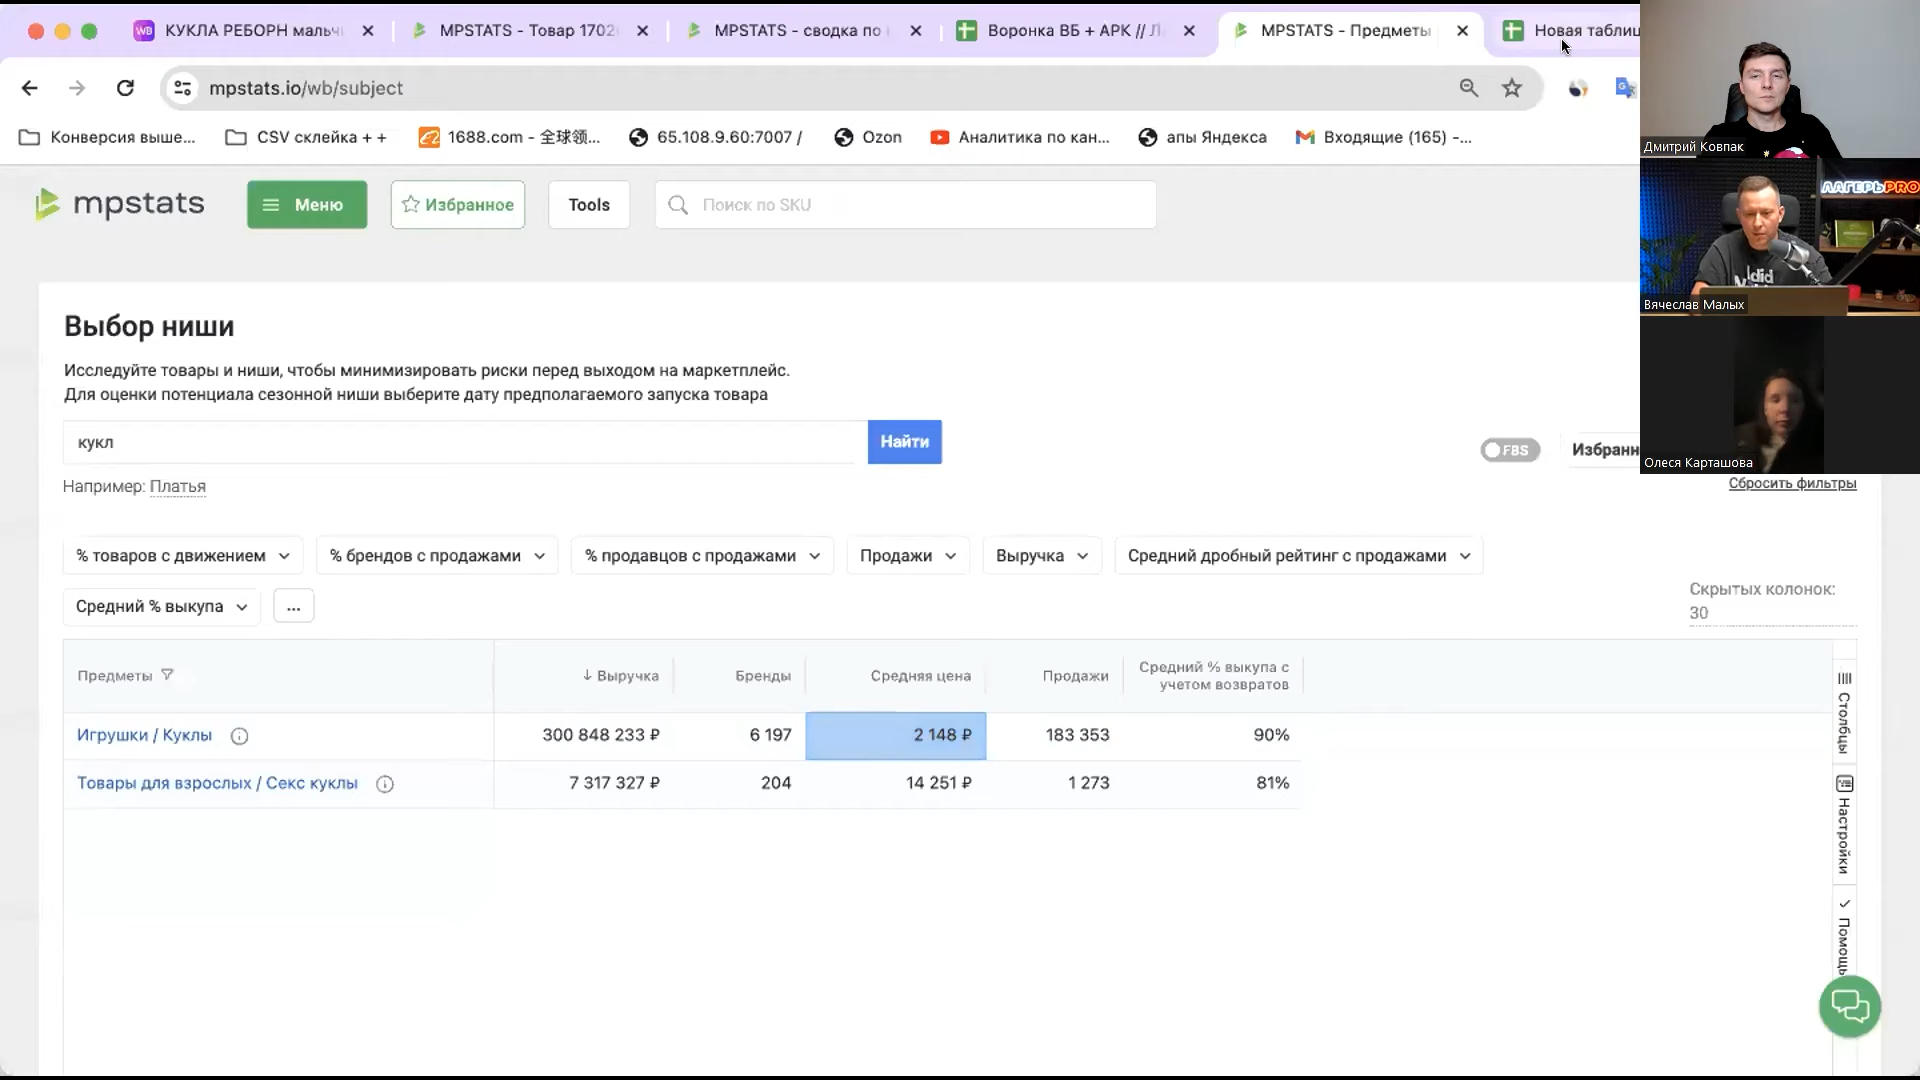 WB КУКЛА РЕБОРН мальч
MPSTATS - Товар 1702
MPSTATS - сводка по
Воронка ВБ + АРК // Л
MPSTATS - Предметы
Новая таблиц
mpstats.io/wb/subject
Конверсия выше...
CSV склейка + +
1688.com - 全球领...
65.108.9.60:7007 /
Ozon
Аналитика по кан...
апы Яндекса
Входящие (165) -...
mpstats
Меню
Избранное
Tools
Поиск по SKU
Дмитрий Ковпак
ЛАГЕРЬPRO
Вячеслав Малых
Олеся Карташова
Выбор ниши
Исследуйте товары и ниши, чтобы минимизировать риски перед выходом на маркетплейс.
Для оценки потенциала сезонной ниши выберите дату предполагаемого запуска товара
кукл
Найти
FBS
Избранн
Например: Платья
Сбросить фильтры
% товаров с движением
% брендов с продажами
% продавцов с продажами
Продажи
Выручка
Средний дробный рейтинг с продажами
Средний % выкупа
...
Скрытых колонок:
30
Предметы
↓ Выручка
Бренды
Средняя цена
Продажи
Средний % выкупа с
учетом возвратов
Игрушки / Куклы
300 848 233 ₽
6 197
2 148 ₽
183 353
90%
Товары для взрослых / Секс куклы
7 317 327 ₽
204
14 251 ₽
1 273
81%
Столбцы
Настройки
Помощь